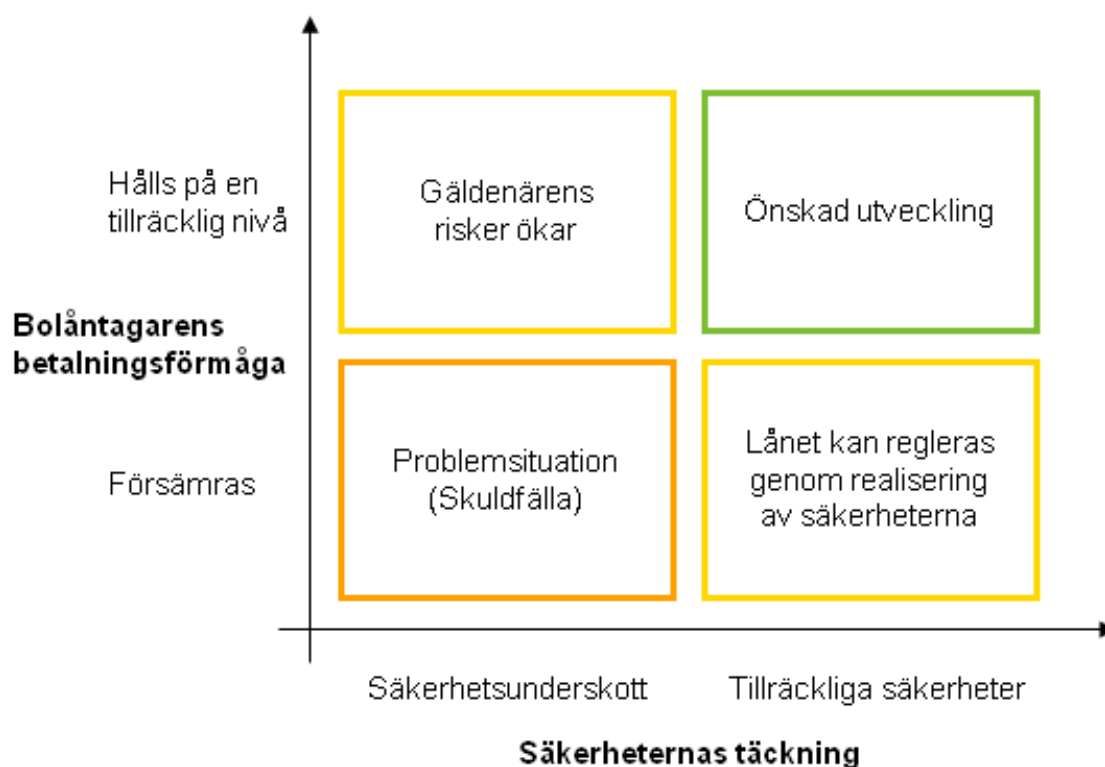 Hålls på en
tillräcklig nivå
Gäldenärens
risker ökar
Önskad utveckling
Bolåntagarens
betalningsförmåga
Försämras
Problemsituation
(Skuldfälla)
Lånet kan regleras
genom realisering
av säkerheterna
Säkerhetsunderskott
Tillräckliga säkerheter
Säkerheternas täckning